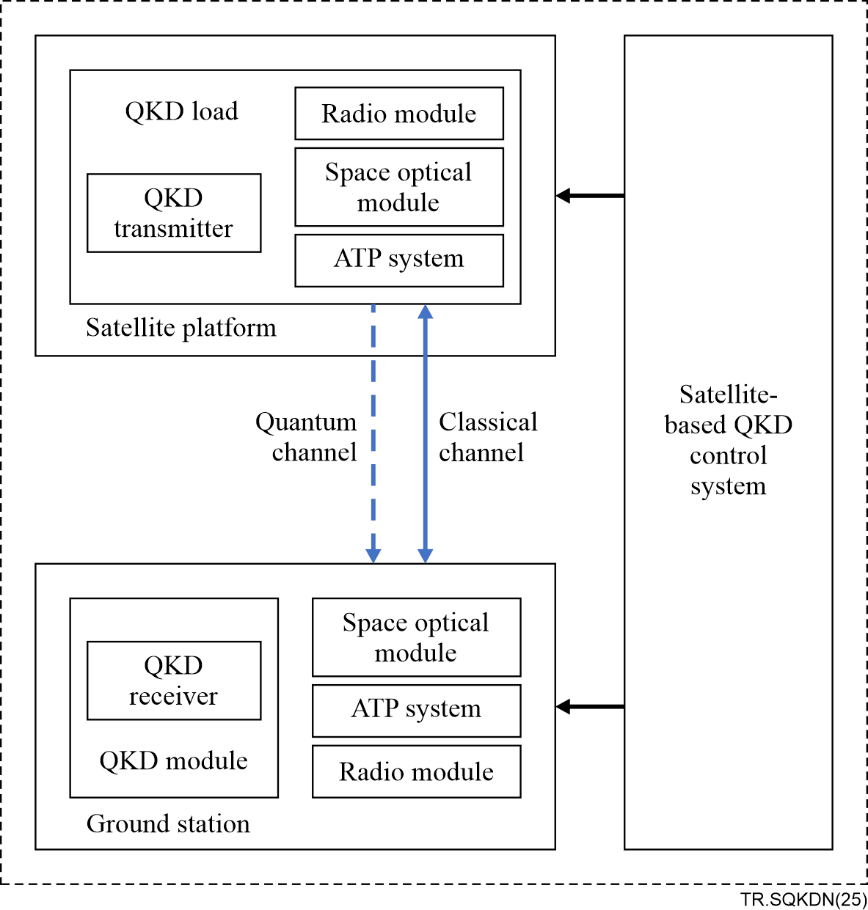 QKD load
Radio module
Space optical
module
QKD
transmitter
ATP system
Satellite platform
Quantum
channel
Classical
channel
Satellite-
based QKD
control
system
Space optical
module
QKD
receiver
ATP system
QKD module
Radio module
Ground station
TR.SQKDN(25)